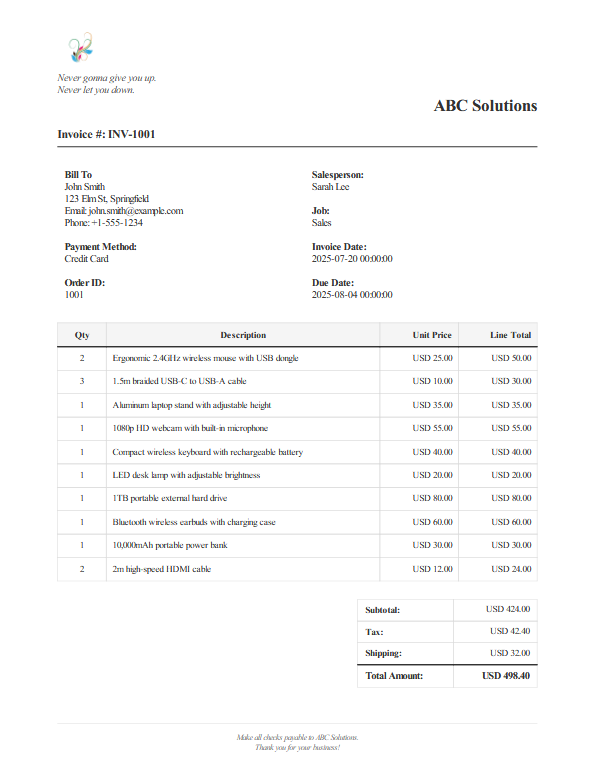 Never gonna give you up.
Never let you down.
ABC Solutions
Invoice #: INV-1001
Bill To
John Smith
123 Elm St, Springfield
Email: john.smith@example.com
Phone: +1-555-1234
Payment Method:
Credit Card
Order ID:
1001
Salesperson:
Sarah Lee
Job:
Sales
Invoice Date:
2025-07-20 00:00:00
Due Date:
2025-08-04 00:00:00
Qty Description Unit Price Line Total
2 Ergonomic 2.4GHz wireless mouse with USB dongle USD 25.00 USD 50.00
3 1.5m braided USB-C to USB-A cable USD 10.00 USD 30.00
1 Aluminum laptop stand with adjustable height USD 35.00 USD 35.00
1 1080p HD webcam with built-in microphone USD 55.00 USD 55.00
1 Compact wireless keyboard with rechargeable battery USD 40.00 USD 40.00
1 LED desk lamp with adjustable brightness USD 20.00 USD 20.00
1 1TB portable external hard drive USD 80.00 USD 80.00
1 Bluetooth wireless earbuds with charging case USD 60.00 USD 60.00
1 10,000mAh portable power bank USD 30.00 USD 30.00
2 2m high-speed HDMI cable USD 12.00 USD 24.00
Subtotal: USD 424.00
Tax: USD 42.40
Shipping: USD 32.00
Total Amount: USD 498.40
Make all checks payable to ABC Solutions.
Thank you for your business!